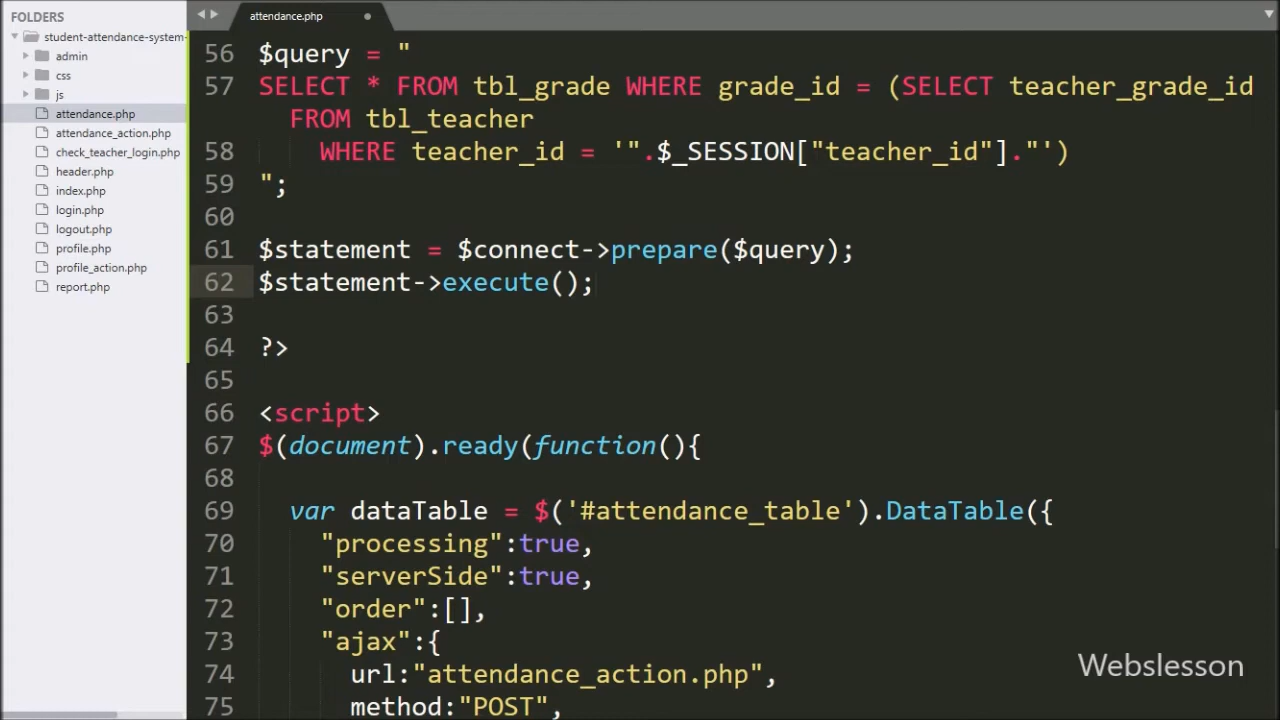 FOLDERS
student-attendance-system-
admin
css
js
attendance.php
attendance_action.php
check_teacher_login.php
header.php
index.php
login.php
logout.php
profile.php
profile_action.php
report.php
attendance.php
56 $query = "
57 SELECT * FROM tbl_grade WHERE grade_id = (SELECT teacher_grade_id
FROM tbl_teacher
58 WHERE teacher_id = '".$_SESSION["teacher_id"]."')
59 ";
60
61 $statement = $connect->prepare($query);
62 $statement->execute();
63
64 ?>
65
66 <script>
67 $(document).ready(function(){
68
69 var dataTable = $('#attendance_table').DataTable({
70 "processing":true,
71 "serverSide":true,
72 "order":[],
73 "ajax":{
74 url:"attendance_action.php",
75 method:"POST",
Webslesson